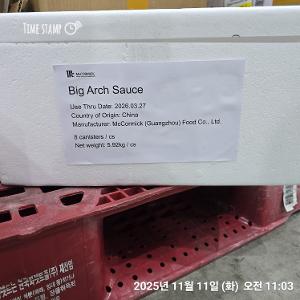 TIME STAMP
McCORMICK
Big Arch Sauce
Use Thru Date: 2026.03.27
Country of Origin: China
Manufacturer: McCormick (Guangzhou) Food Co., Ltd.
8 canisters / cs
Net weight: 5.92kg / cs
2025년 11월 11일 (화) 오전 11:03